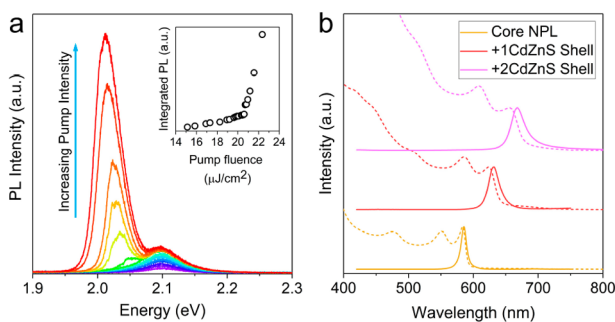 a
PL Intensity (a.u.)
Increasing Pump Intensity
1.9 2.0 2.1 2.2 2.3
Energy (eV)
Integrated PL (a.u.)
14 16 18 20 22 24
Pump fluence
(μJ/cm²)
b
Intensity (a.u.)
Core NPL
+1CdZnS Shell
+2CdZnS Shell
400 500 600 700 800
Wavelength (nm)